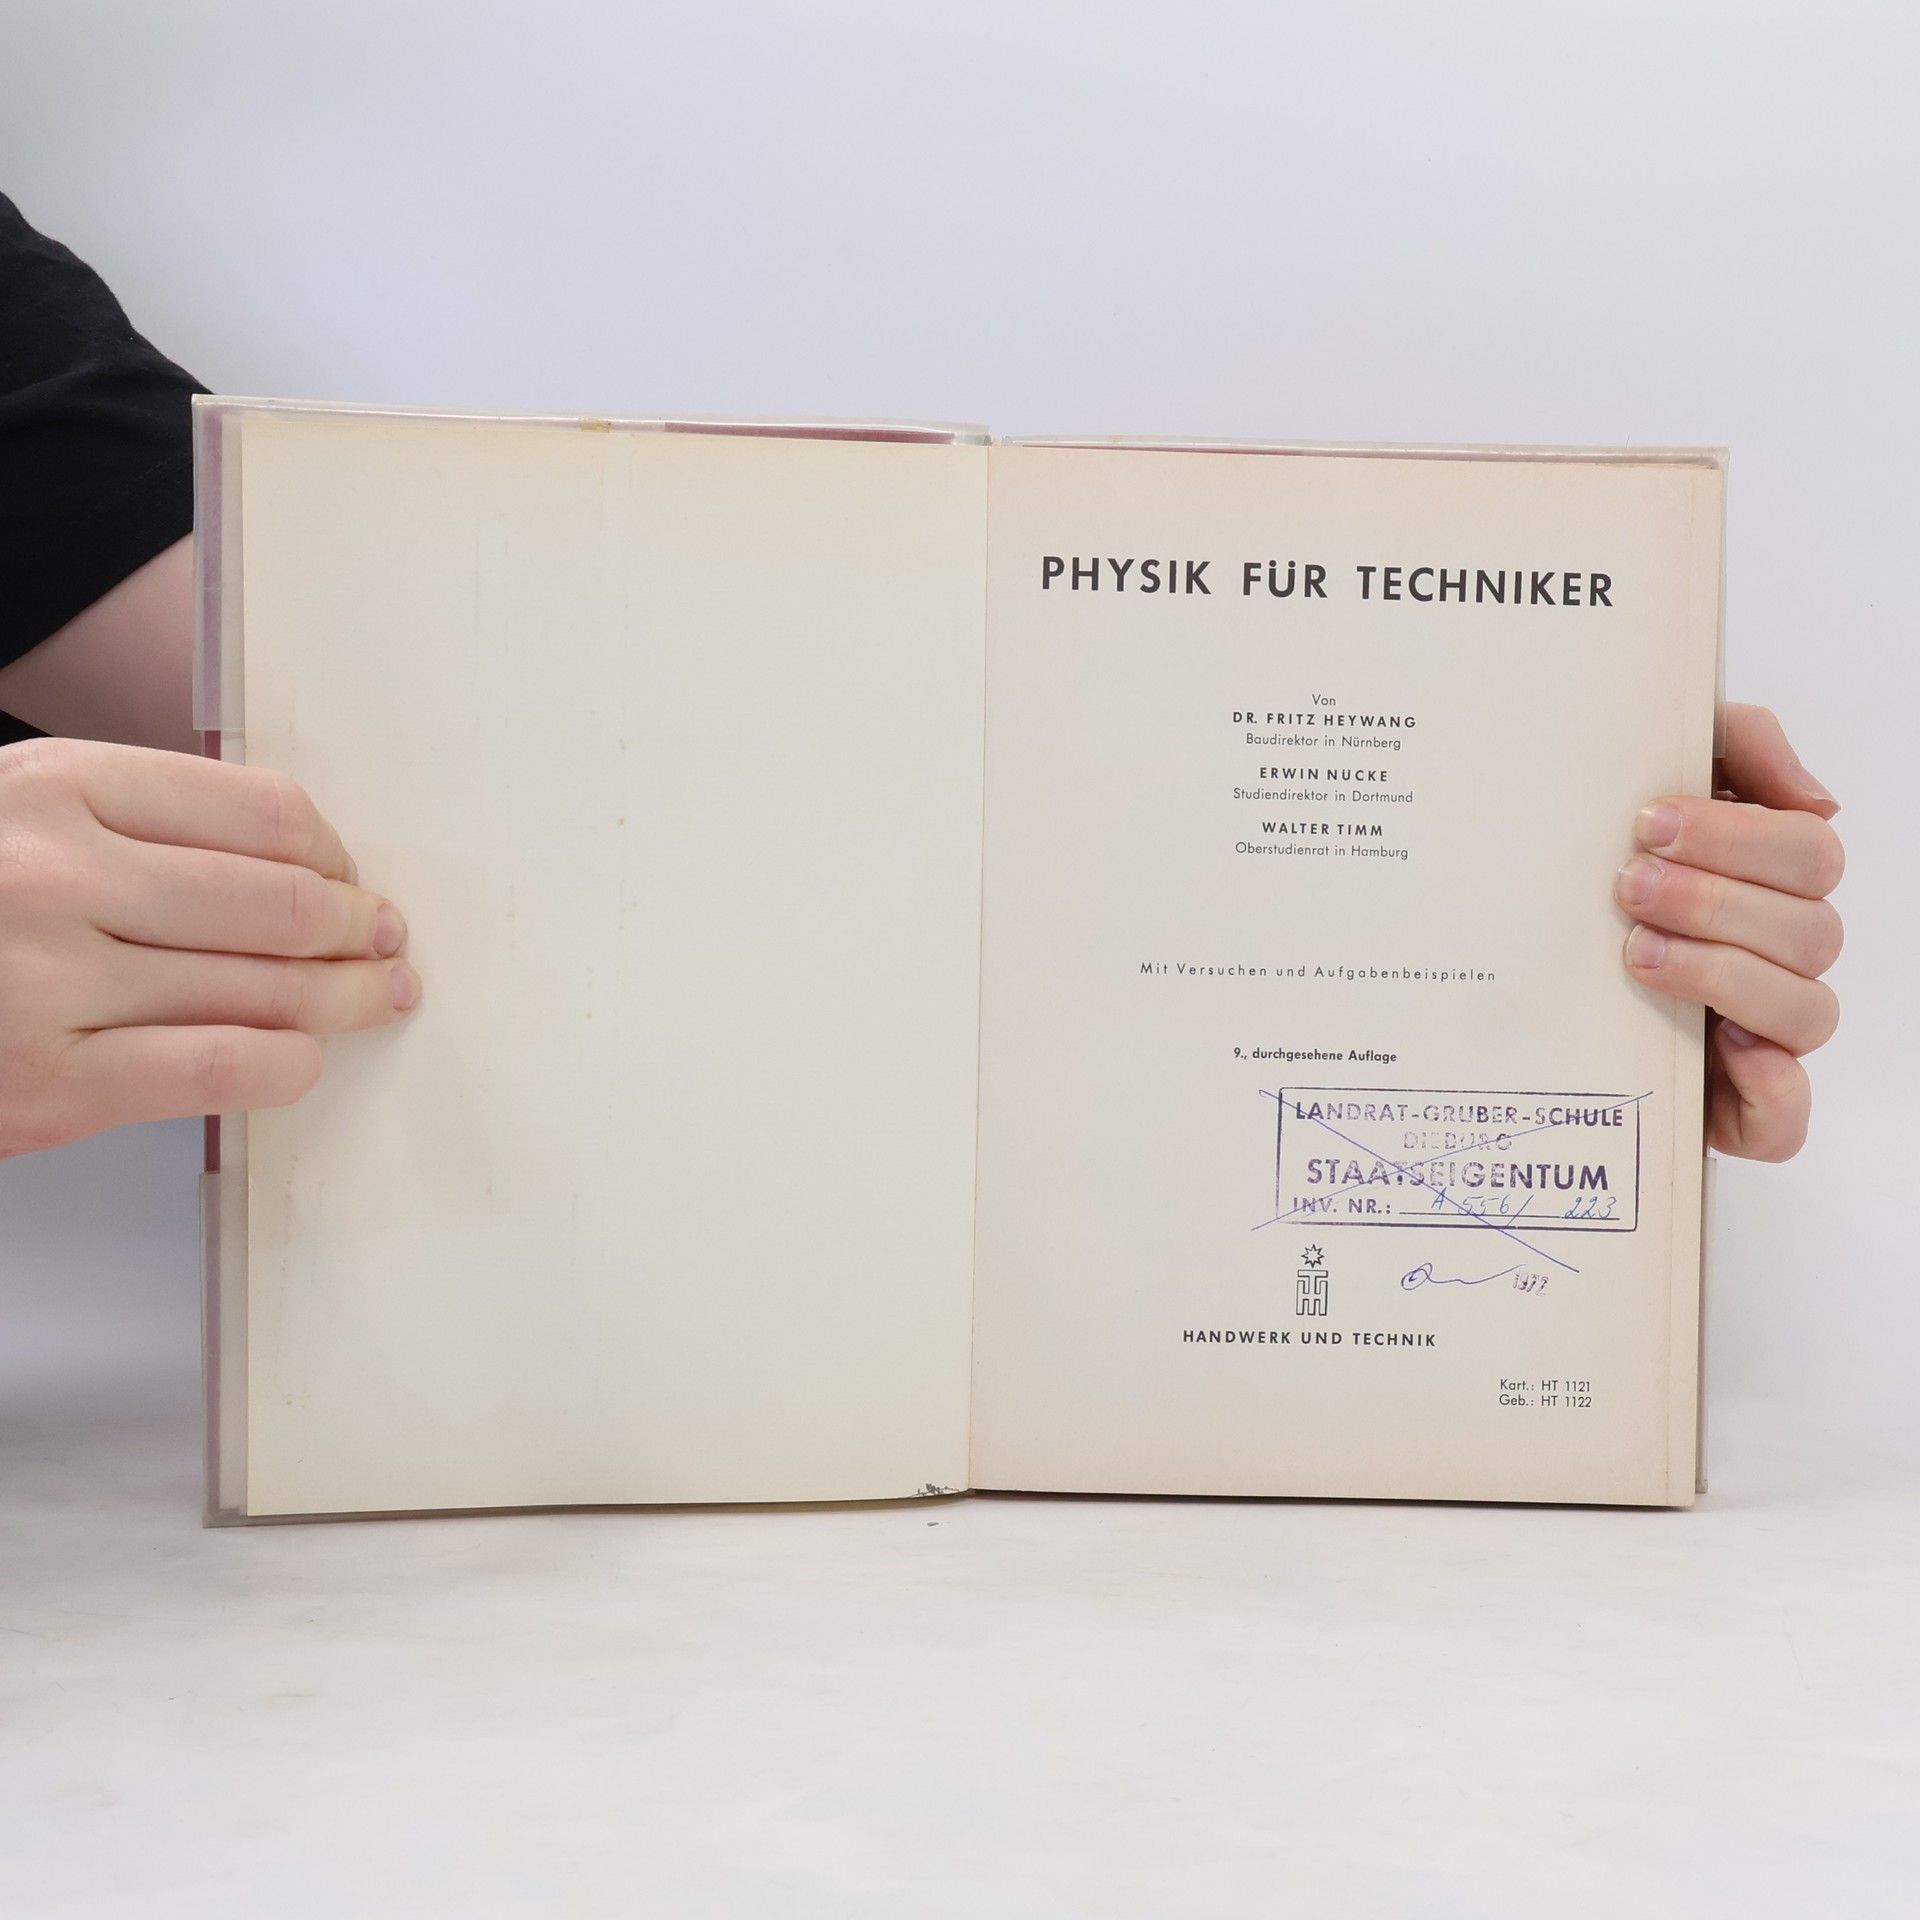 PHYSIK FÜR TECHNIKER
Von
DR. FRITZ HEYWANG
Baudirektor in Nürnberg
ERWIN NÜCKE
Studiendirektor in Dortmund
WALTER TIMM
Oberstudienrat in Hamburg
Mit Versuchen und Aufgabenbeispielen
9., durchgesehene Auflage
LANDRAT-GRUBER-SCHULE
DIEBURG
STAATSEIGENTUM
INV. NR.: A 556/ 223
1972
HANDWERK UND TECHNIK
Kart.: HT 1121
Geb.: HT 1122